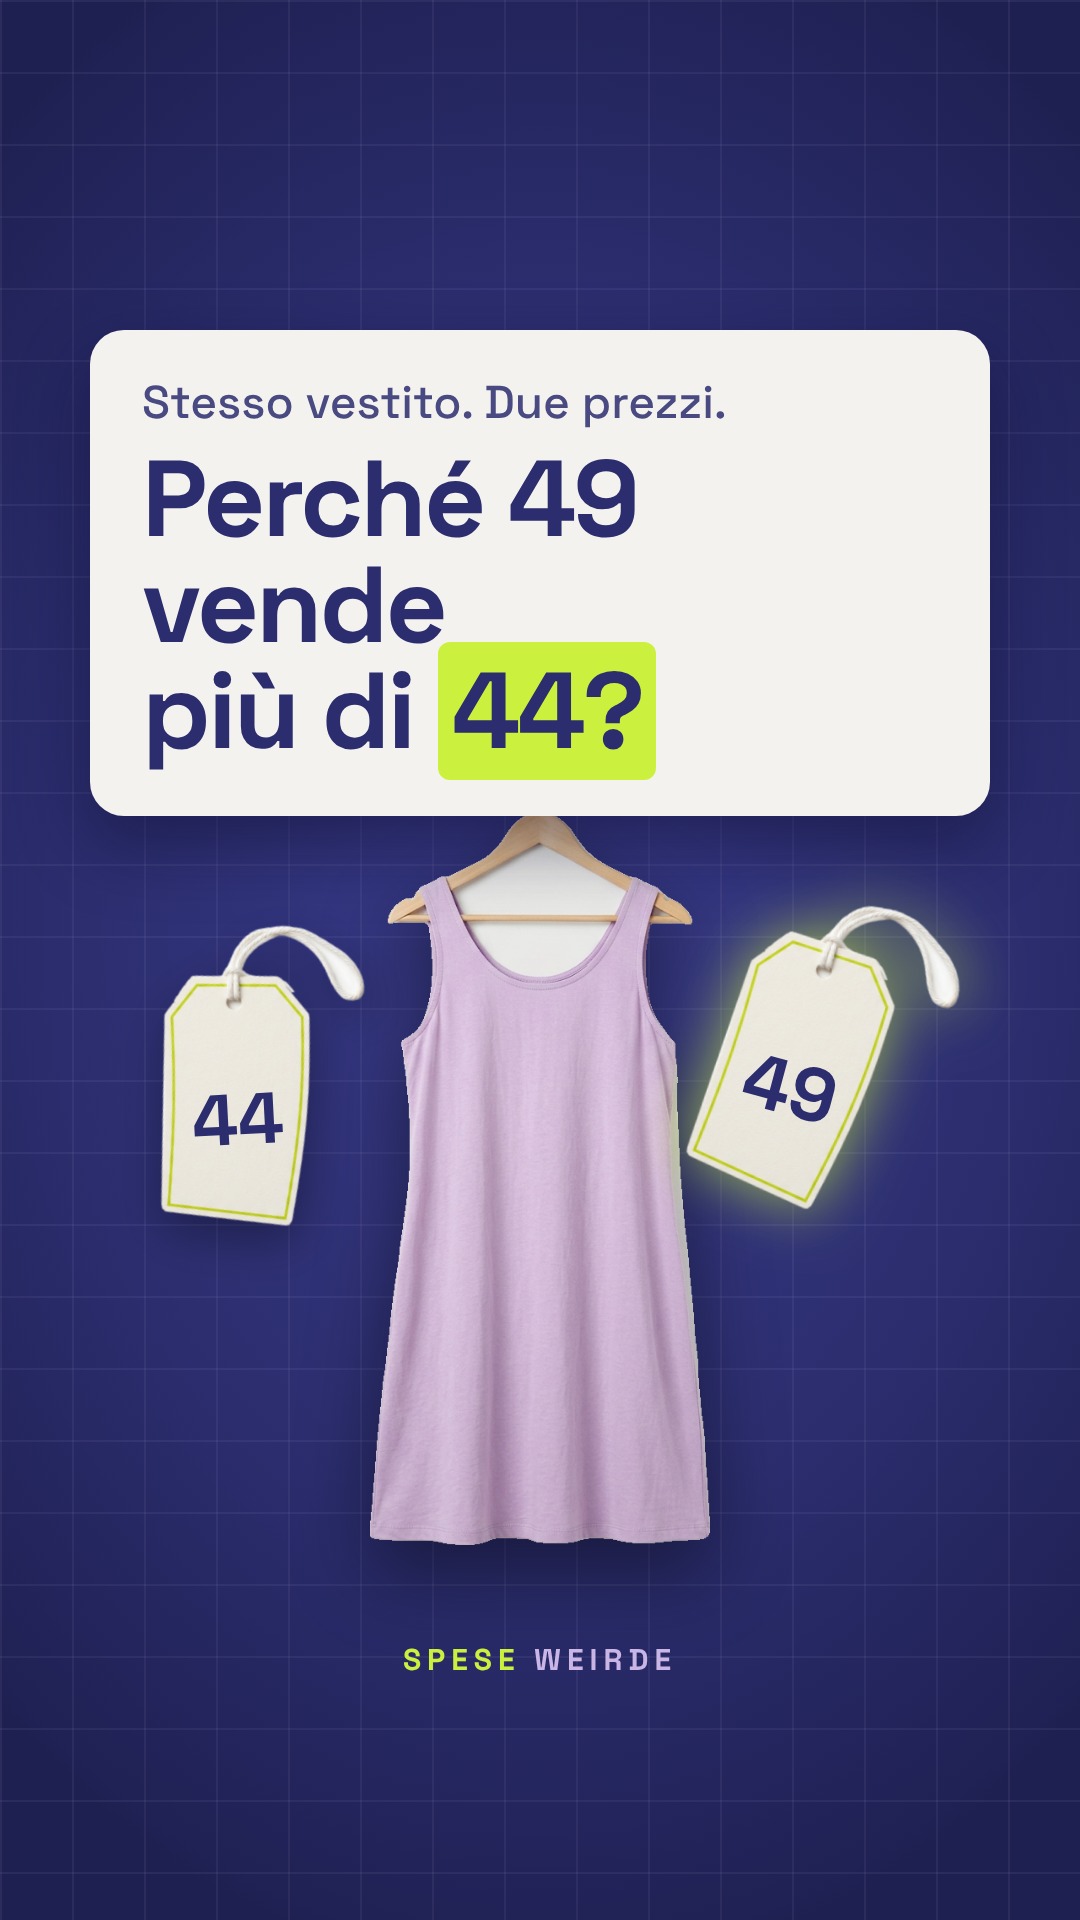 Stesso vestito. Due prezzi.
Perché 49
vende
più di 44?
44
49
SPESE WEIRDE